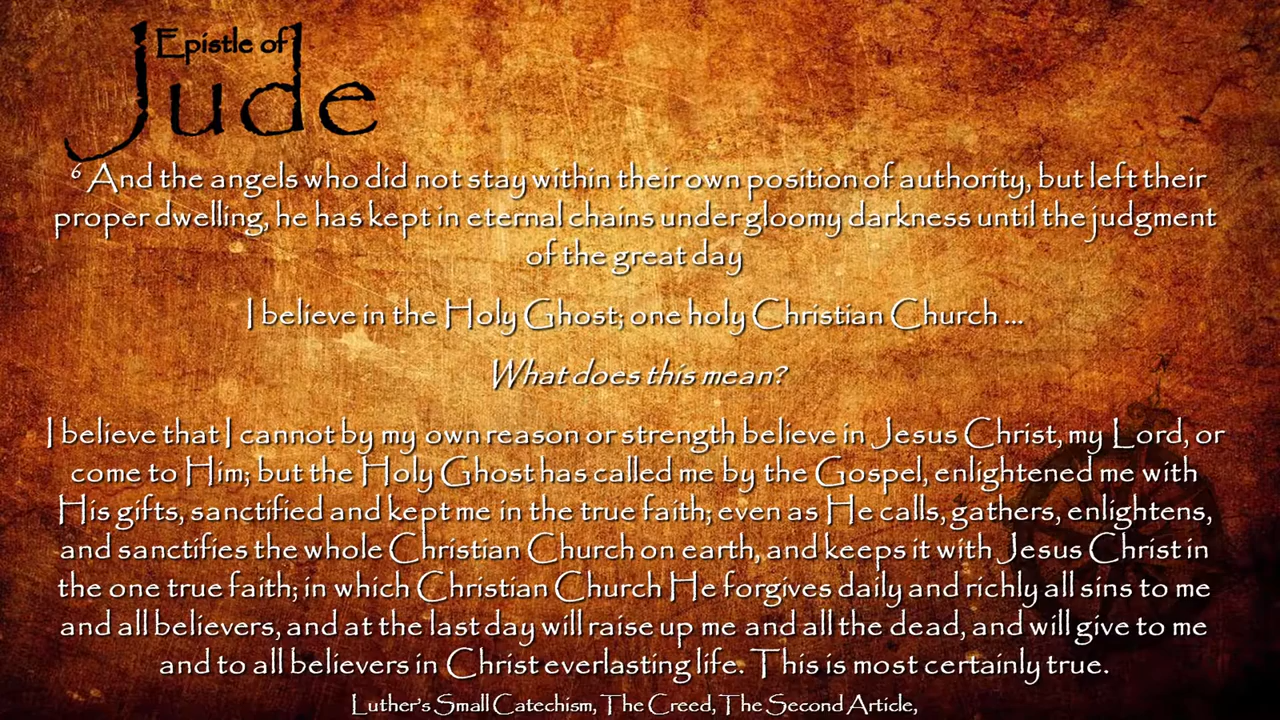 Epistle of
Jude
⁶ And the angels who did not stay within their own position of authority, but left their
proper dwelling, he has kept in eternal chains under gloomy darkness until the judgment
of the great day
I believe in the Holy Ghost; one holy Christian Church ...
What does this mean?
I believe that I cannot by my own reason or strength believe in Jesus Christ, my Lord, or
come to Him; but the Holy Ghost has called me by the Gospel, enlightened me with
His gifts, sanctified and kept me in the true faith; even as He calls, gathers, enlightens,
and sanctifies the whole Christian Church on earth, and keeps it with Jesus Christ in
the one true faith; in which Christian Church He forgives daily and richly all sins to me
and all believers, and at the last day will raise up me and all the dead, and will give to me
and to all believers in Christ everlasting life. This is most certainly true.
Luther's Small Catechism, The Creed, The Second Article,